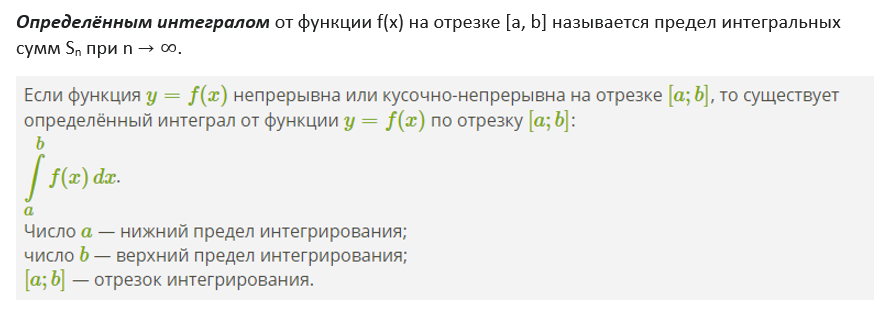 Определённым интегралом от функции f(x) на отрезке [a, b] называется предел интегральных
сумм Sₙ при n → ∞.
Если функция y = f(x) непрерывна или кусочно-непрерывна на отрезке [a; b], то существует
определённый интеграл от функции y = f(x) по отрезку [a; b]:
b
∫ f(x) dx.
a
Число a — нижний предел интегрирования;
число b — верхний предел интегрирования;
[a; b] — отрезок интегрирования.